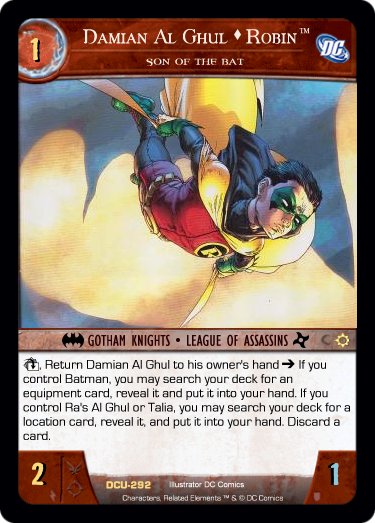 1
DAMIAN AL GHUL ♦ ROBIN™
SON OF THE BAT
DC
GOTHAM KNIGHTS • LEAGUE OF ASSASSINS
, Return Damian Al Ghul to his owner's hand ➔ If you
control Batman, you may search your deck for an
equipment card, reveal it and put it into your hand. If you
control Ra's Al Ghul or Talia, you may search your deck for a
location card, reveal it, and put it into your hand. Discard a
card.
2
DCU-292 Illustrator DC Comics
1
Characters, Related Elements ™ & © DC Comics